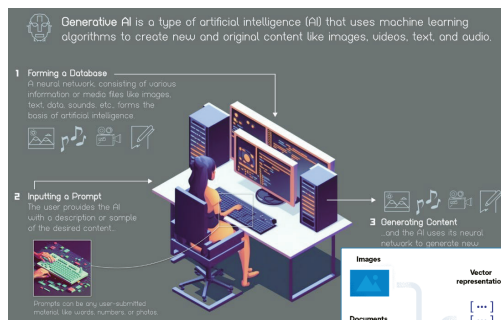 Generative AI is a type of artificial intelligence (AI) that uses machine learning
algorithms to create new and original content like images, videos, text, and audio.
1 Forming a Database
A neural network, consisting of various
information or media files like images,
text, data, sounds, etc., forms the
basis of artificial intelligence.
2 Inputting a Prompt
The user provides the AI
with a description or sample
of the desired content...
Prompts can be any user-submitted
material, like words, numbers, or photos.
3 Generating Content
...and the AI uses its neural
network to generate new
Images
Vector
representatio
Documents